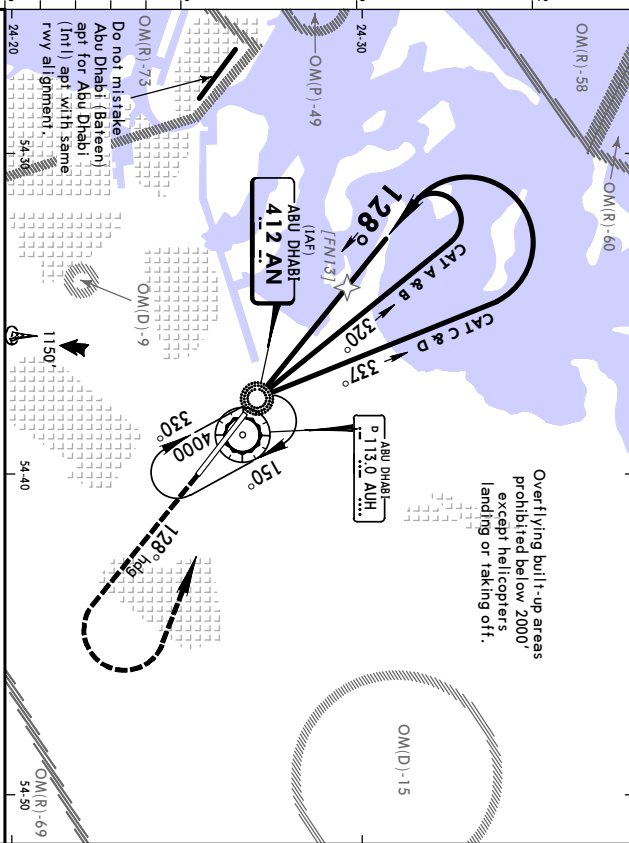 24-20
24-30
54-30
54-40
54-50
OM(R)-73
OM(P)-49
OM(R)-58
OM(R)-60
Do not mistake
Abu Dhabi (Bateen)
apt for Abu Dhabi
(Intl) apt with same
rwy alignment.
OM(D)-9
1150'
ABU DHABI
(IAF)
412 AN
[FN13]
128°
CAT A & B
320°
CAT C & D
337°
ABU DHABI
D 113.0 AUH
330°
4000
150°
128° hdg
Overflying built-up areas
prohibited below 2000'
except helicopters
landing or taking off.
OM(D)-15
OM(R)-69